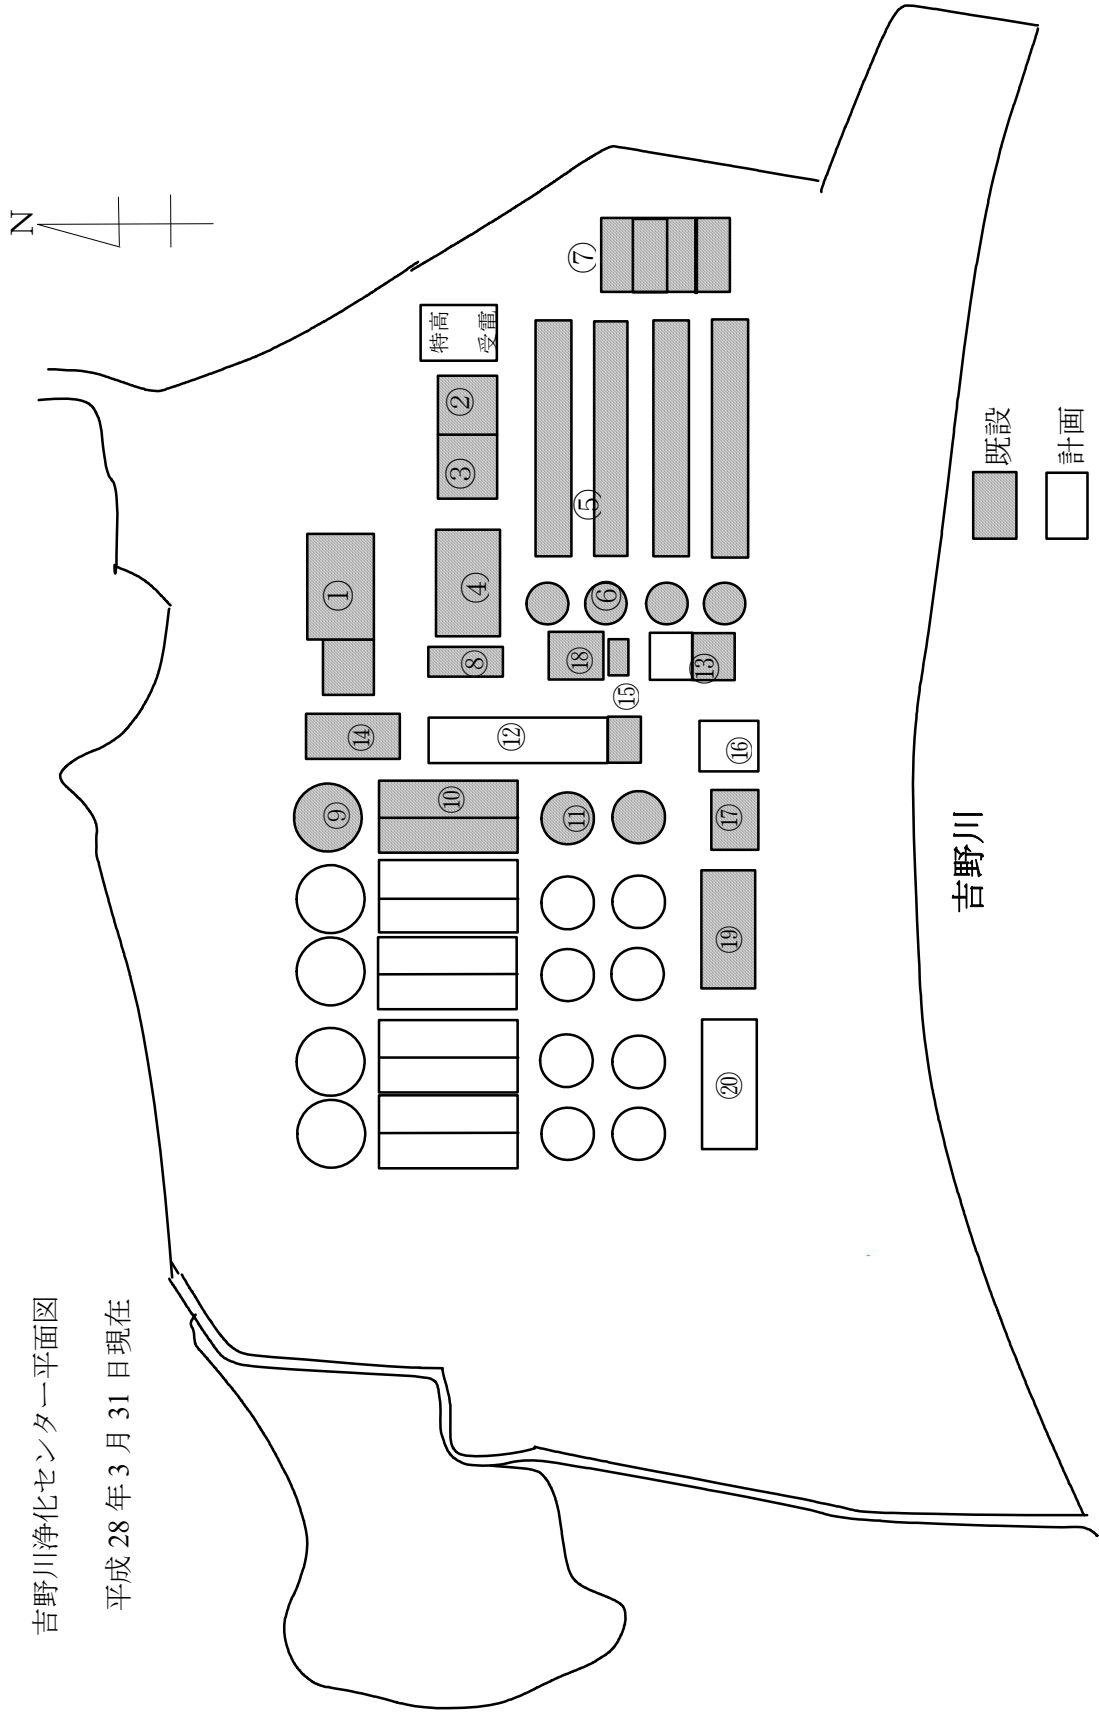 吉野川浄化センター平面図
平成 28 年 3 月 31 日現在
N
特高
受電
①
②
③
④
⑤
⑥
⑦
⑧
⑨
⑩
⑪
⑫
⑬
⑭
⑮
⑯
⑰
⑱
⑲
⑳
吉野川
既設
計画